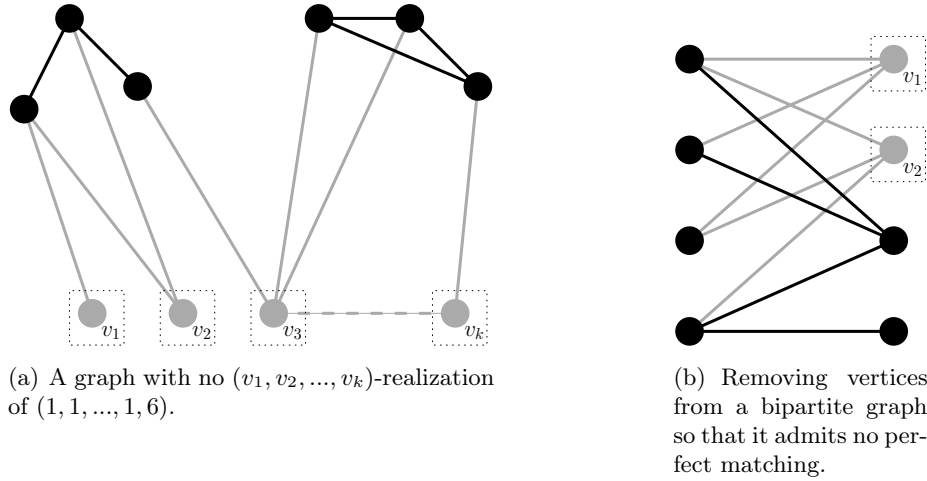 v1
v2
v1
v2
v3
vk
(a) A graph with no (v1, v2, ..., vk)-realization
of (1, 1, ..., 1, 6).
(b) Removing vertices
from a bipartite graph
so that it admits no per-
fect matching.